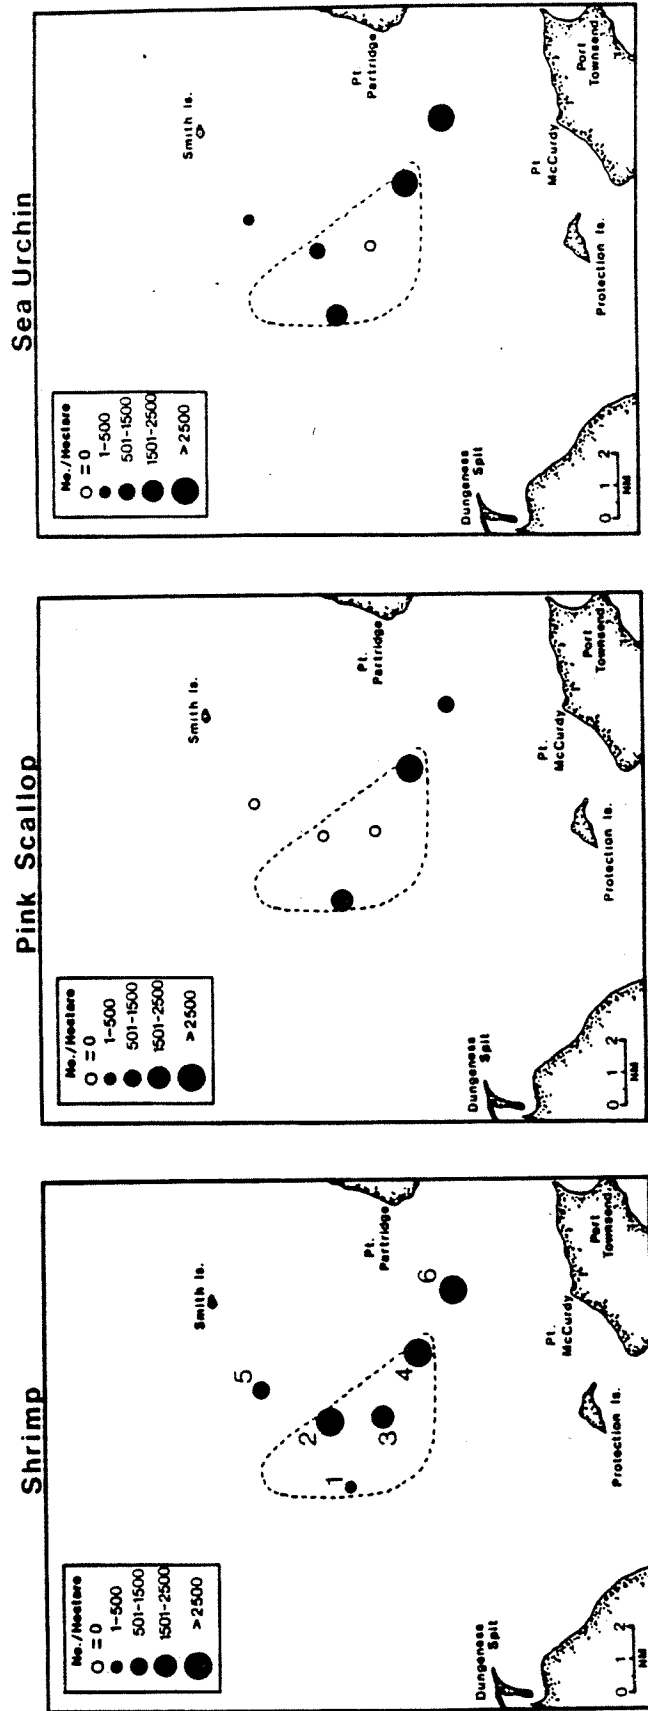 Shrimp
No./Hectare
= 0
1-500
501-1500
1501-2500
>2500
Smith Is.
5
2
1
3
4
6
Pt.
Partridge
Dungeness
Spit
Protection Is.
Pt.
McCurdy
Port
Townsend
0 1 2
NM
Pink Scallop
No./Hectare
= 0
1-500
501-1500
1501-2500
>2500
Smith Is.
Pt.
Partridge
Dungeness
Spit
Protection Is.
Pt.
McCurdy
Port
Townsend
0 1 2
NM
Sea Urchin
No./Hectare
= 0
1-500
501-1500
1501-2500
>2500
Smith Is.
Pt.
Partridge
Dungeness
Spit
Protection Is.
Pt
McCurdy
Port
Townsend
0 1 2
NM